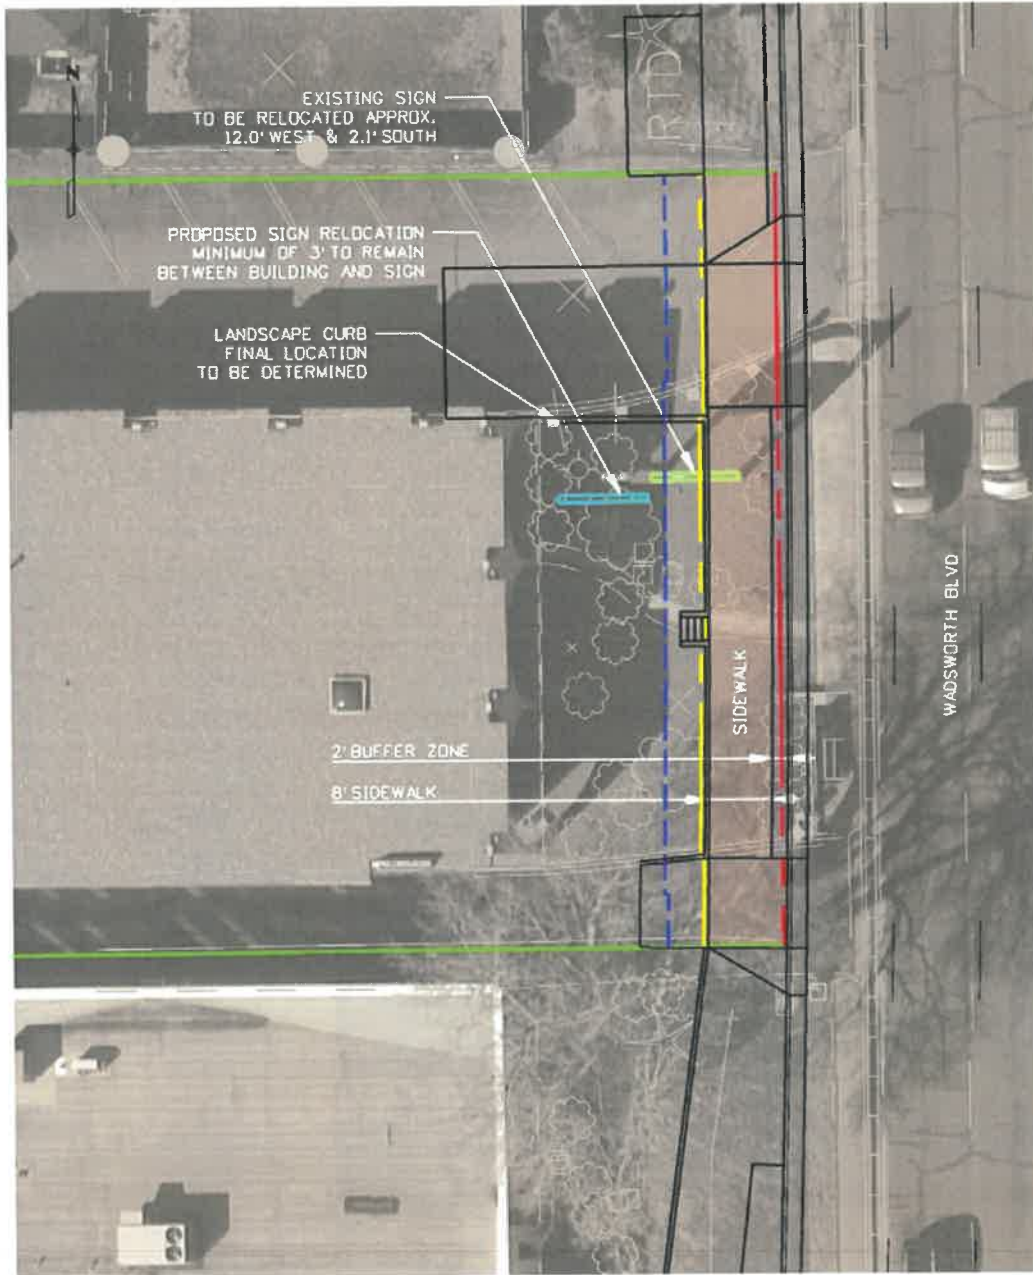 N
EXISTING SIGN
TO BE RELOCATED APPROX.
12.0' WEST & 2.1' SOUTH
RTD
PROPOSED SIGN RELOCATION
MINIMUM OF 3' TO REMAIN
BETWEEN BUILDING AND SIGN
LANDSCAPE CURB
FINAL LOCATION
TO BE DETERMINED
WADSWORTH BLVD
SIDEWALK
2' BUFFER ZONE
8' SIDEWALK